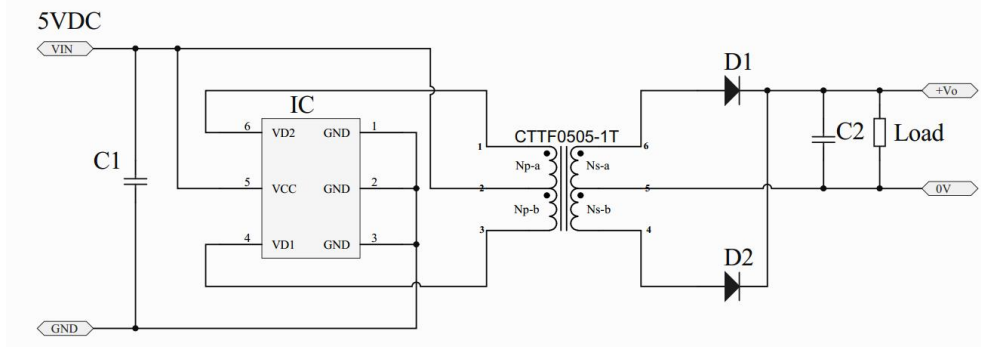 5VDC
VIN
C1
GND
IC
6 VD2 GND 1
5 VCC GND 2
4 VD1 GND 3
CTTF0505-1T
1 6
Np-a Ns-a
2 5
Np-b Ns-b
3 4
D1
D2
C2 Load
+Vo
0V